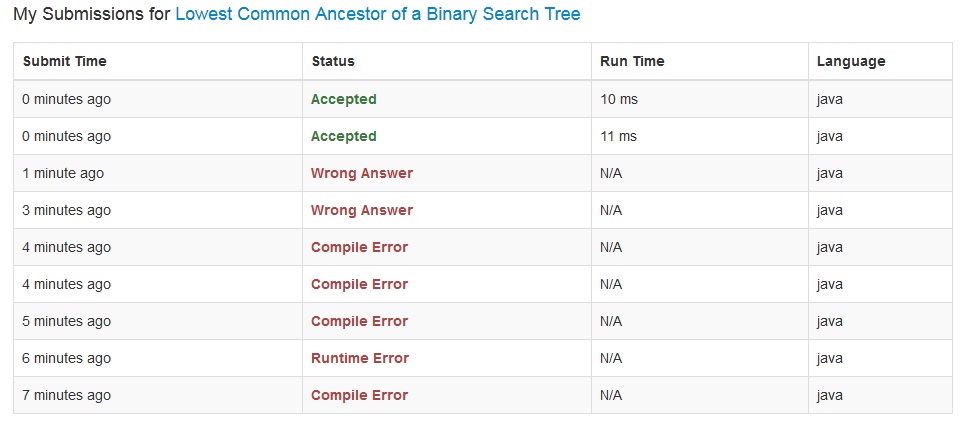 My Submissions for Lowest Common Ancestor of a Binary Search Tree
Submit Time Status Run Time Language
0 minutes ago Accepted 10 ms java
0 minutes ago Accepted 11 ms java
1 minute ago Wrong Answer N/A java
3 minutes ago Wrong Answer N/A java
4 minutes ago Compile Error N/A java
4 minutes ago Compile Error N/A java
5 minutes ago Compile Error N/A java
6 minutes ago Runtime Error N/A java
7 minutes ago Compile Error N/A java